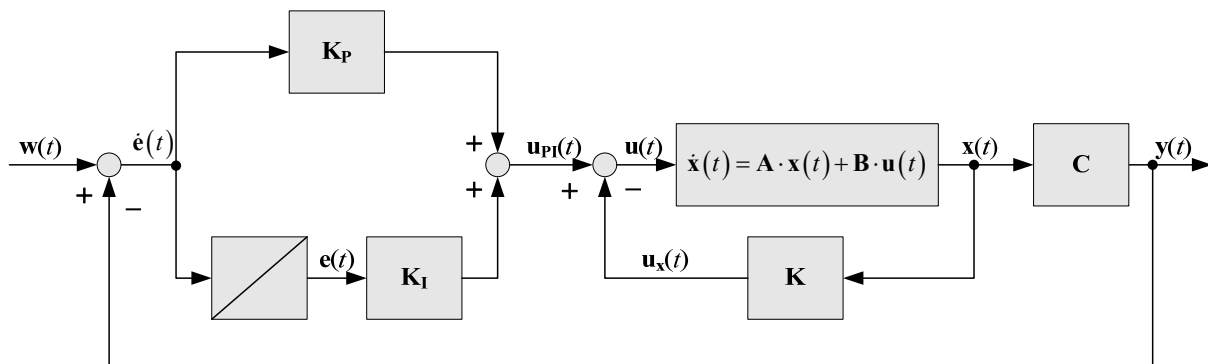 K_P
w(t)
ė(t)
+
−
+
+
u_PI(t)
+
−
u(t)
ẋ(t) = A · x(t) + B · u(t)
x(t)
C
y(t)
e(t)
K_I
u_x(t)
K